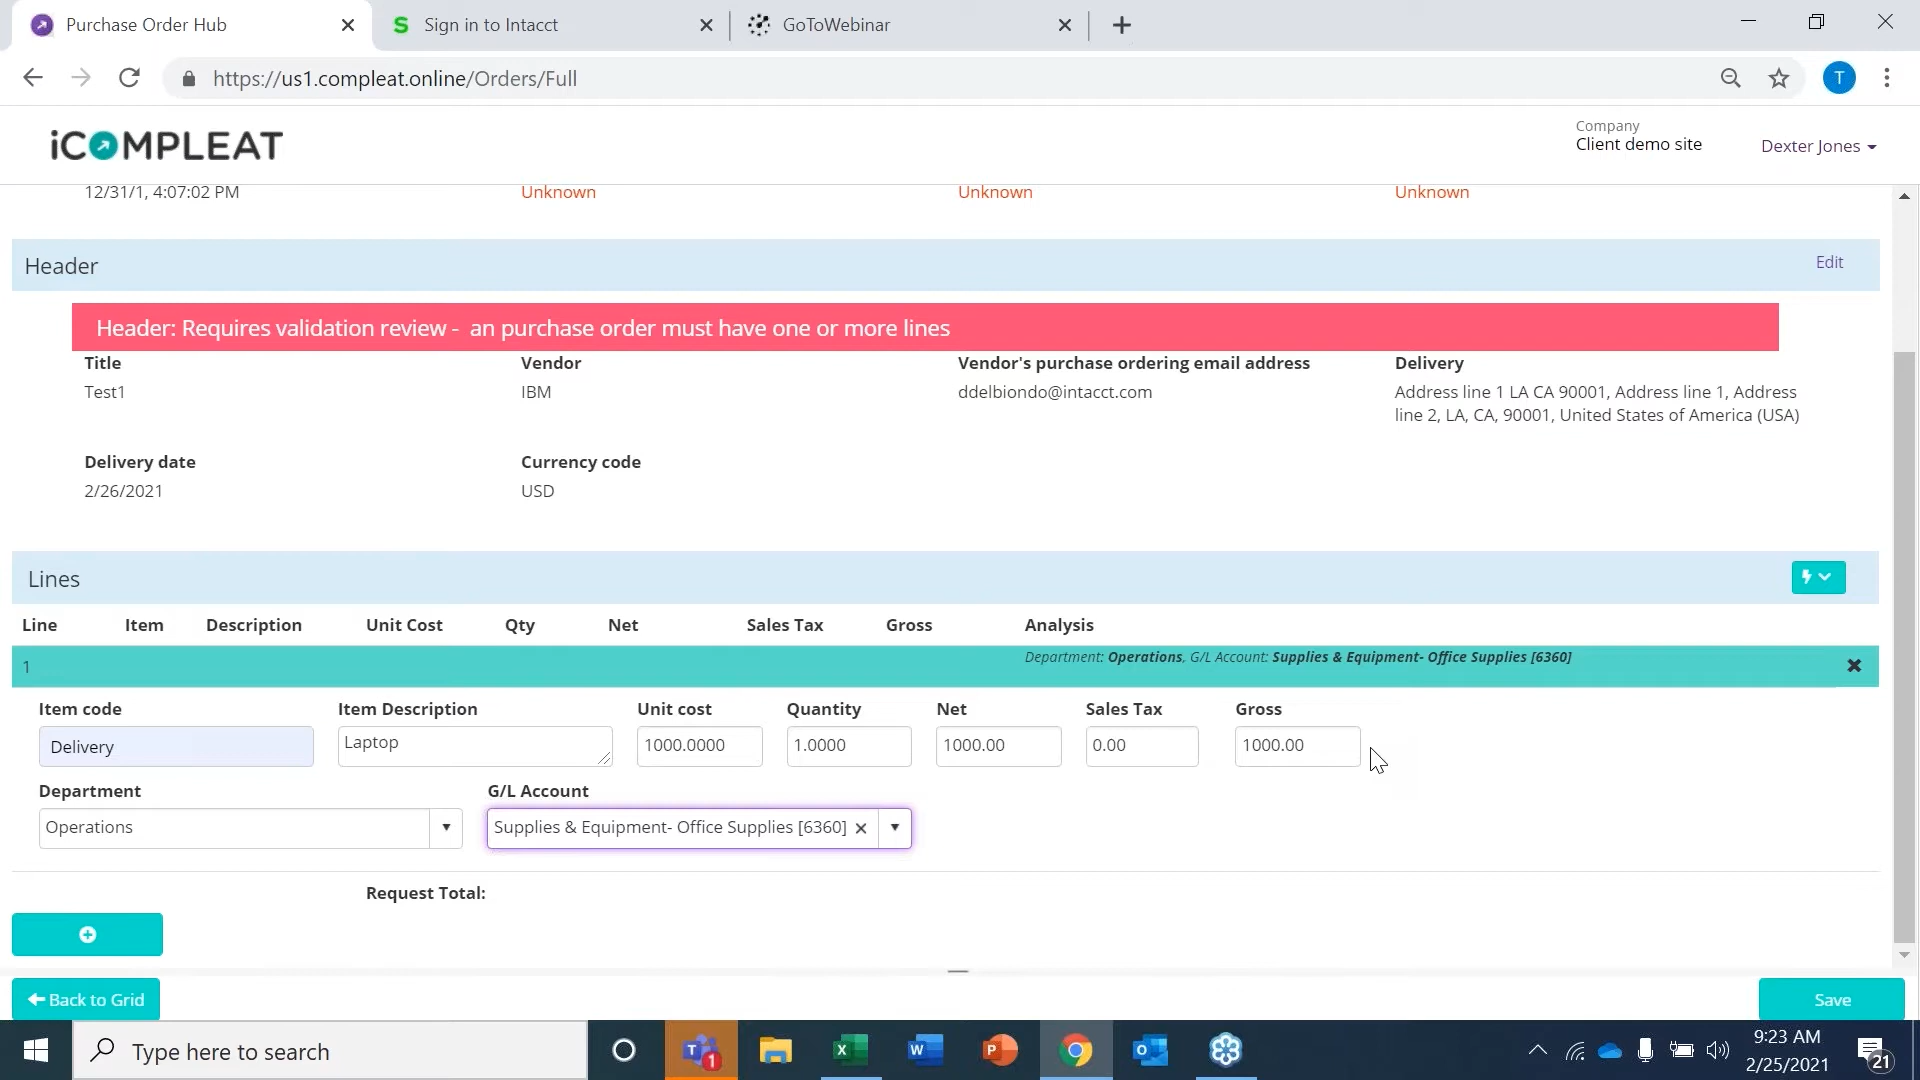 Purchase Order Hub
Sign in to Intacct
GoToWebinar
https://us1.compleat.online/Orders/Full
T
iCOMPLEAT
Company
Client demo site
Dexter Jones
12/31/1, 4:07:02 PM
Unknown
Unknown
Unknown
Header
Edit
Header: Requires validation review - an purchase order must have one or more lines
Title
Vendor
Vendor's purchase ordering email address
Delivery
Test1
IBM
ddelbiondo@intacct.com
Address line 1 LA CA 90001, Address line 1, Address
line 2, LA, CA, 90001, United States of America (USA)
Delivery date
Currency code
2/26/2021
USD
Lines
Line Item Description Unit Cost Qty Net Sales Tax Gross Analysis
1
Department: Operations, G/L Account: Supplies & Equipment- Office Supplies [6360]
Item code
Item Description
Unit cost
Quantity
Net
Sales Tax
Gross
Delivery
Laptop
1000.0000
1.0000
1000.00
0.00
1000.00
Department
G/L Account
Operations
Supplies & Equipment- Office Supplies [6360]
Request Total:
Back to Grid
Save
Type here to search
9:23 AM
2/25/2021
21